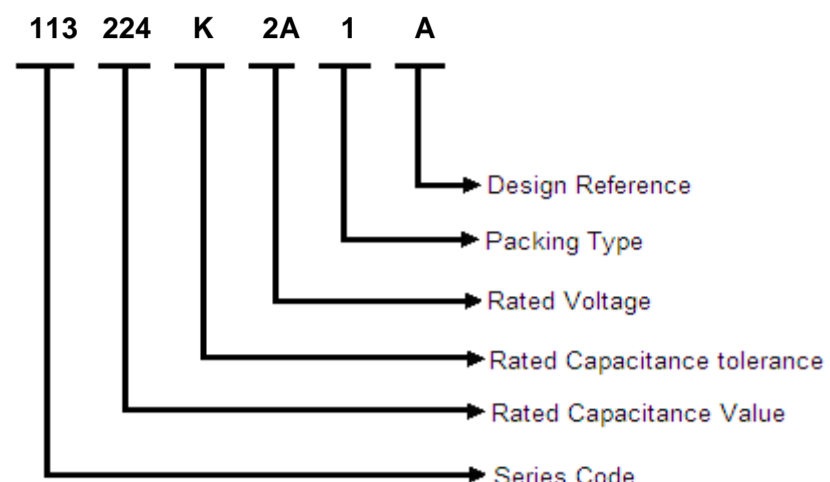 113 224 K 2A 1 A
Design Reference
Packing Type
Rated Voltage
Rated Capacitance tolerance
Rated Capacitance Value
Series Code